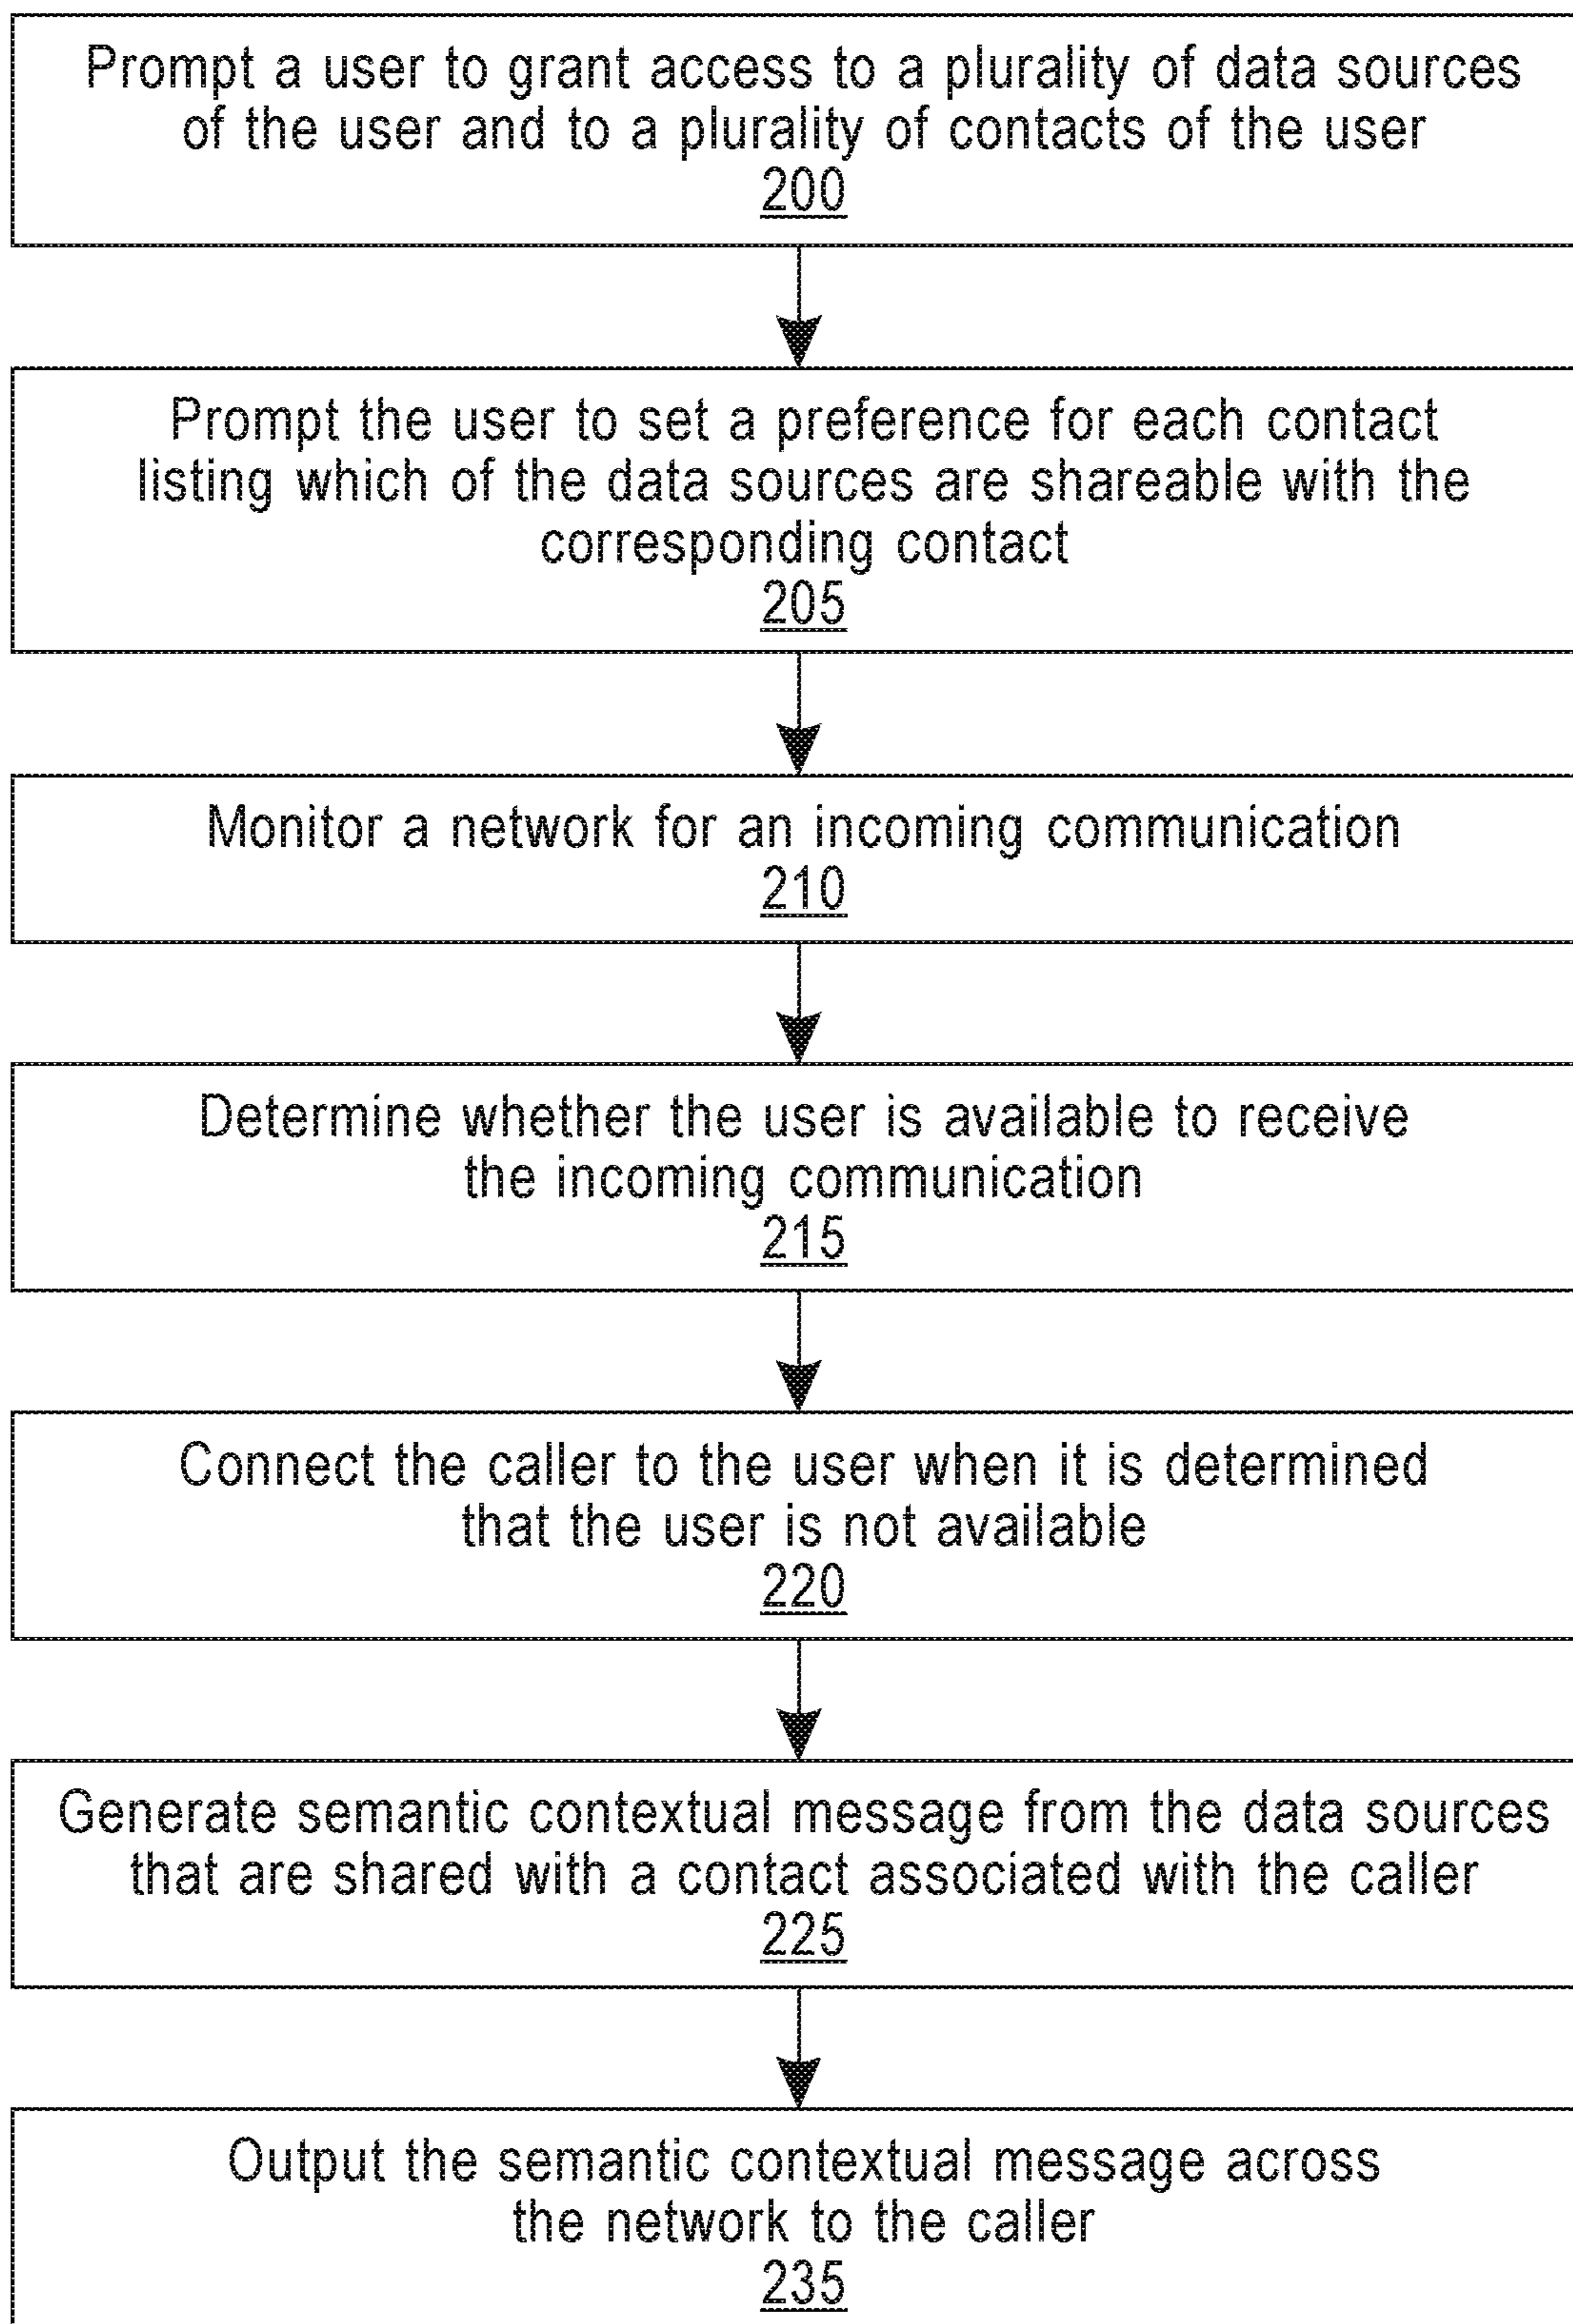 Prompt a user to grant access to a plurality of data sources
of the user and to a plurality of contacts of the user
200
Prompt the user to set a preference for each contact
listing which of the data sources are shareable with the
corresponding contact
205
Monitor a network for an incoming communication
210
Determine whether the user is available to receive
the incoming communication
215
Connect the caller to the user when it is determined
that the user is not available
220
Generate semantic contextual message from the data sources
that are shared with a contact associated with the caller
225
Output the semantic contextual message across
the network to the caller
235